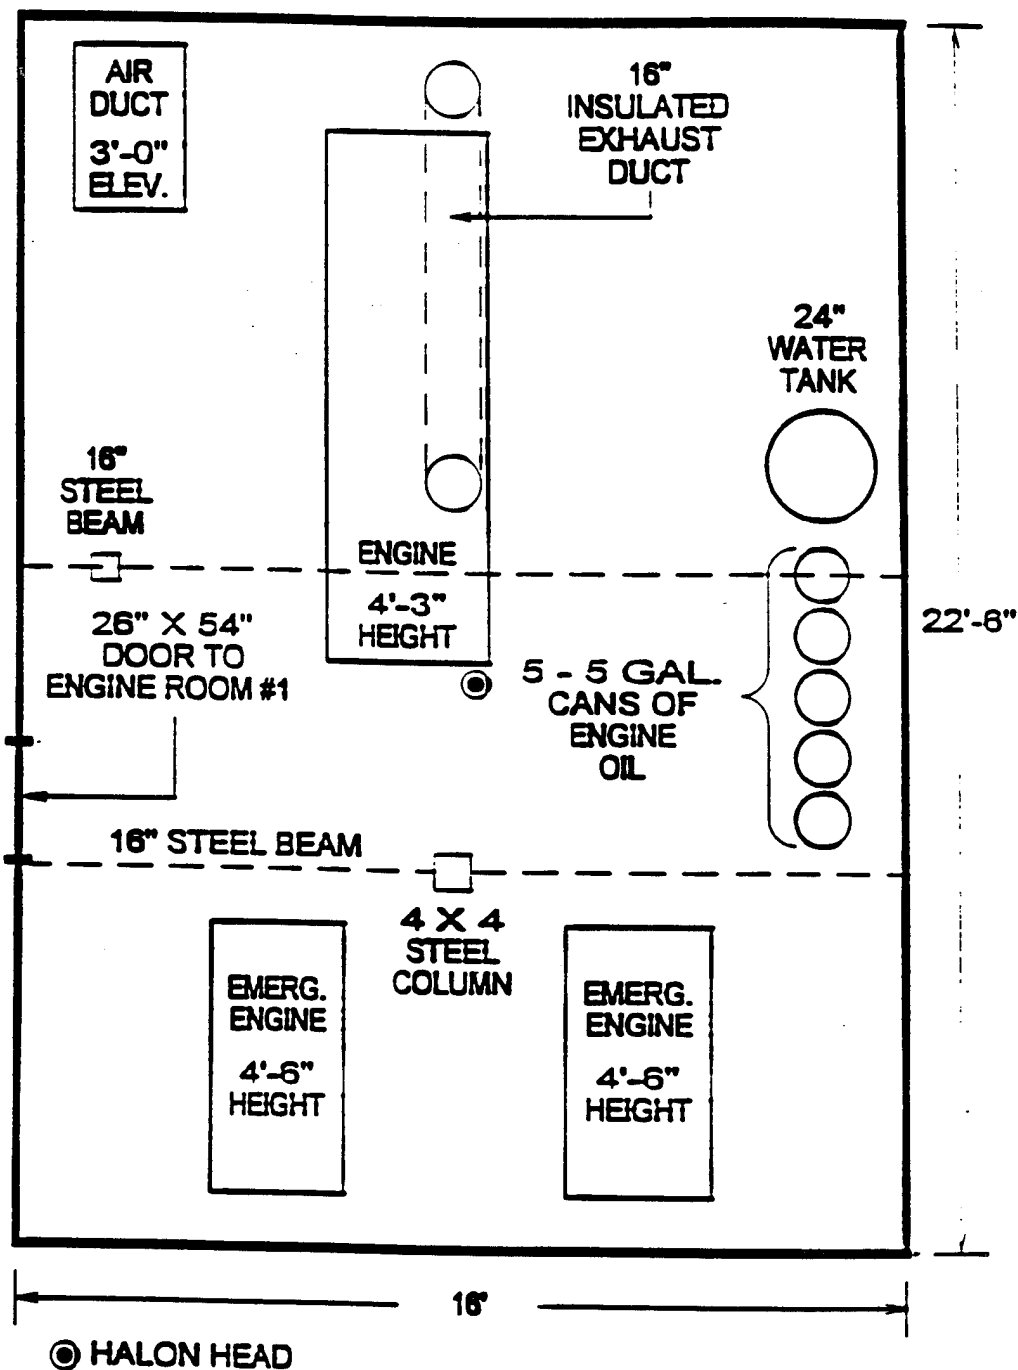 AIR
DUCT
3'-0"
ELEV.
16"
INSULATED
EXHAUST
DUCT
24"
WATER
TANK
16"
STEEL
BEAM
ENGINE
4'-3"
HEIGHT
26" X 54"
DOOR TO
ENGINE ROOM #1
22'-6"
5 - 5 GAL.
CANS OF
ENGINE
OIL
16" STEEL BEAM
4 X 4
STEEL
COLUMN
EMERG.
ENGINE
4'-6"
HEIGHT
EMERG.
ENGINE
4'-6"
HEIGHT
16'
HALON HEAD